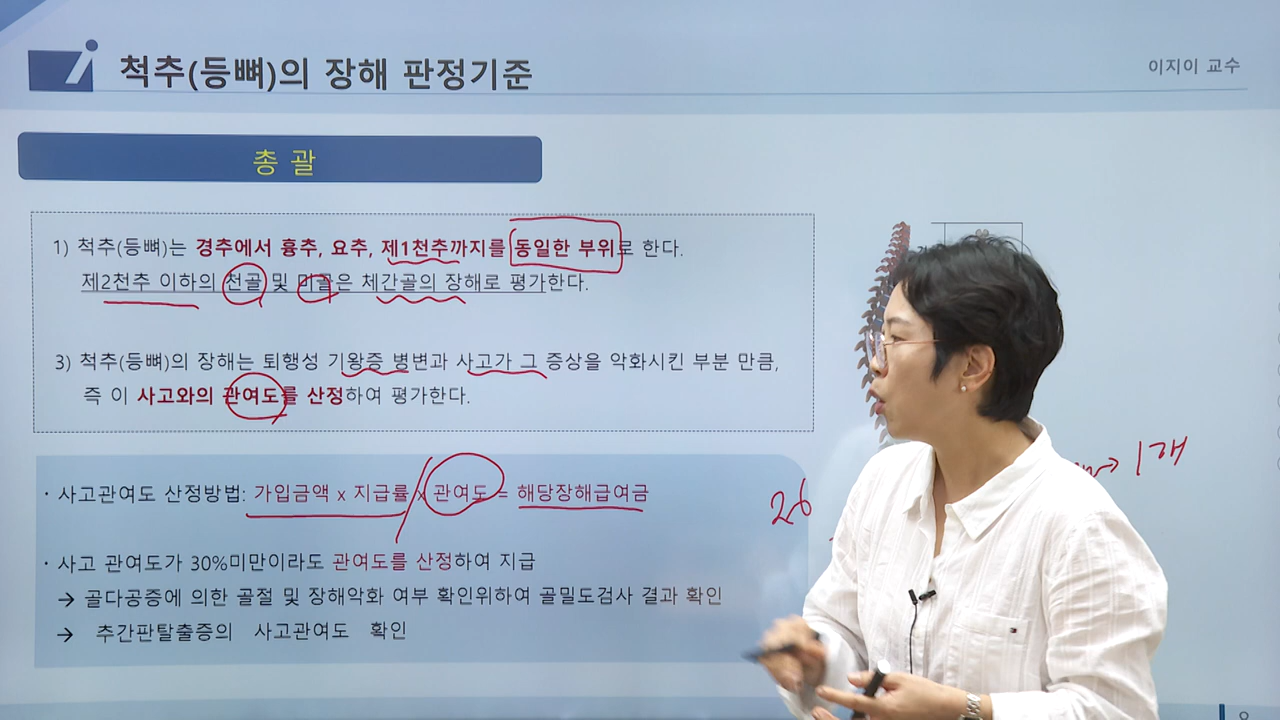 척추(등뼈)의 장해 판정기준
이지이 교수
총 괄
1) 척추(등뼈)는 경추에서 흉추, 요추, 제1천추까지를 동일한 부위로 한다.
제2천추 이하의 천골 및 미골은 체간골의 장해로 평가한다.
3) 척추(등뼈)의 장해는 퇴행성 기왕증 병변과 사고가 그 증상을 악화시킨 부분 만큼,
즉 이 사고와의 관여도를 산정하여 평가한다.
· 사고관여도 산정방법: 가입금액 x 지급률 x 관여도 = 해당장해급여금
· 사고 관여도가 30%미만이라도 관여도를 산정하여 지급
→ 골다공증에 의한 골절 및 장해악화 여부 확인위하여 골밀도검사 결과 확인
→ 추간판탈출증의 사고관여도 확인
26
→ 1개